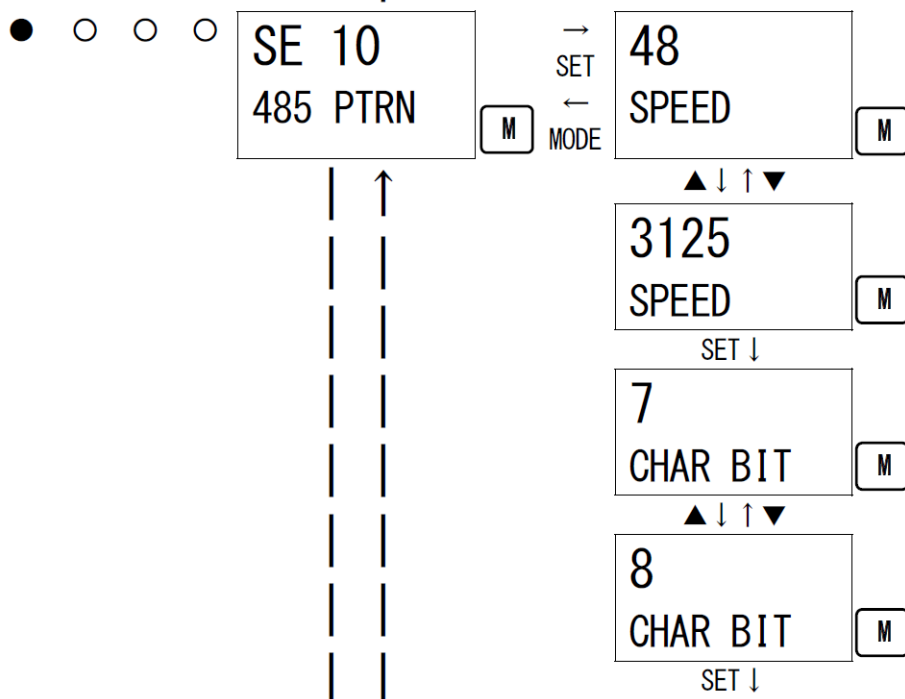 ● ○ ○ ○
SE 10
485 PTRN
M
→
SET
←
MODE
48
SPEED
M
▲↓↑▼
3125
SPEED
M
SET↓
7
CHAR BIT
M
▲↓↑▼
8
CHAR BIT
M
SET↓